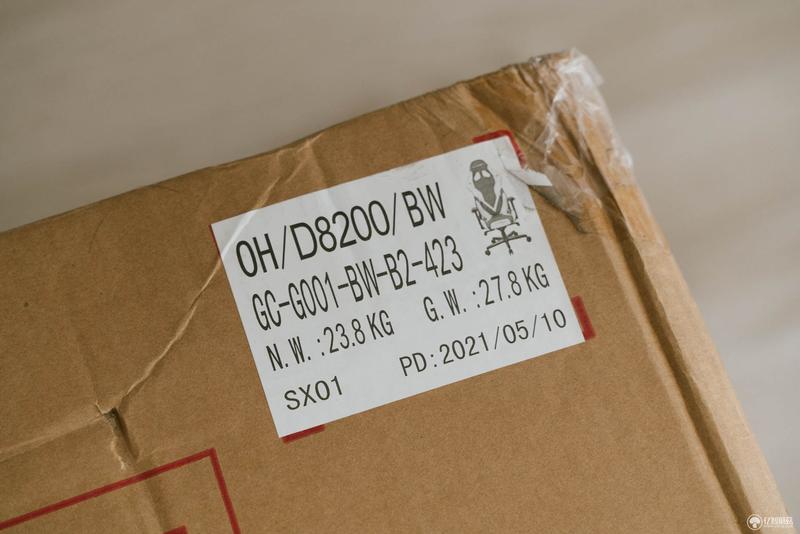 OH/D8200/BW
GC-G001-BW-B2-423
N.W.:23.8KG G.W.:27.8KG
SX01 PD:2021/05/10